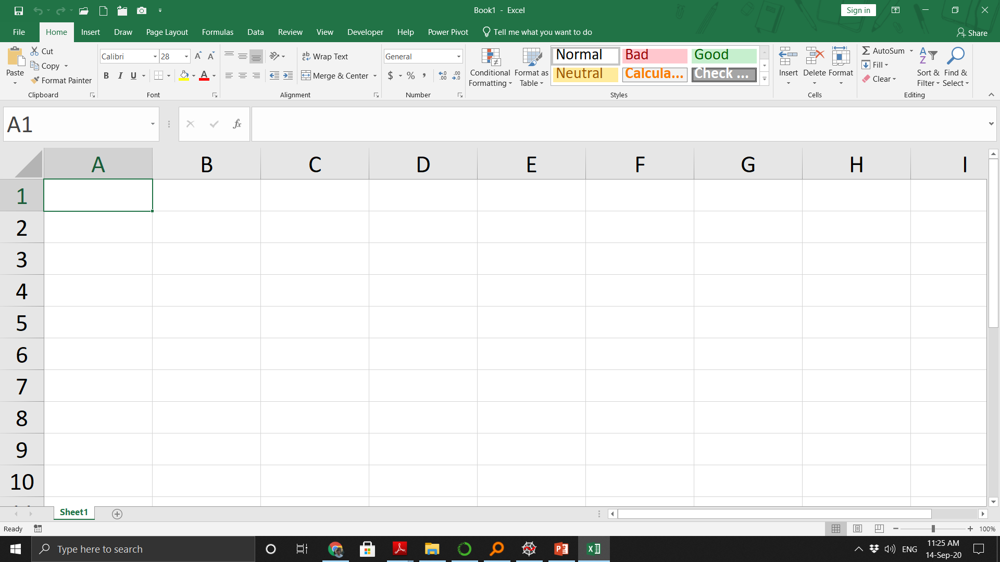 Book1 - Excel
Sign in
File Home Insert Draw Page Layout Formulas Data Review View Developer Help Power Pivot Tell me what you want to do Share
Paste
Cut
Copy
Format Painter
Clipboard
Calibri 28
B I U
Font
Wrap Text
Merge & Center
Alignment
General
$ % ,
Number
Conditional Formatting
Format as Table
Normal Bad Good
Neutral Calcula... Check ...
Styles
Insert Delete Format
Cells
AutoSum
Fill
Clear
Sort & Filter
Find & Select
Editing
A1
fx
A B C D E F G H I
1
2
3
4
5
6
7
8
9
10
Sheet1
Ready
100%
Type here to search
ENG
11:25 AM
14-Sep-20